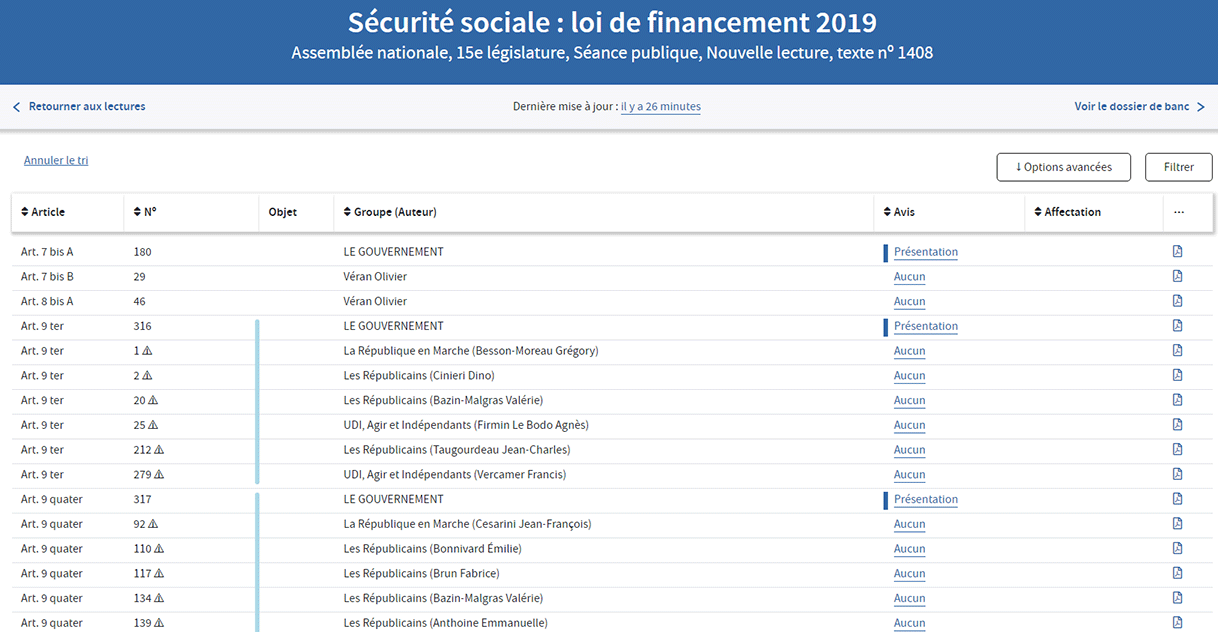 Sécurité sociale : loi de financement 2019
Assemblée nationale, 15e législature, Séance publique, Nouvelle lecture, texte nº 1408
Retourner aux lectures Dernière mise à jour : il y a 26 minutes Voir le dossier de banc
Annuler le tri ↓ Options avancées Filtrer
Article Nº Objet Groupe (Auteur) Avis Affectation ...
Art. 7 bis A 180 LE GOUVERNEMENT Présentation
Art. 7 bis B 29 Véran Olivier Aucun
Art. 8 bis A 46 Véran Olivier Aucun
Art. 9 ter 316 LE GOUVERNEMENT Présentation
Art. 9 ter 1 La République en Marche (Besson-Moreau Grégory) Aucun
Art. 9 ter 2 Les Républicains (Cinieri Dino) Aucun
Art. 9 ter 20 Les Républicains (Bazin-Malgras Valérie) Aucun
Art. 9 ter 25 UDI, Agir et Indépendants (Firmin Le Bodo Agnès) Aucun
Art. 9 ter 212 Les Républicains (Taugourdeau Jean-Charles) Aucun
Art. 9 ter 279 UDI, Agir et Indépendants (Vercamer Francis) Aucun
Art. 9 quater 317 LE GOUVERNEMENT Présentation
Art. 9 quater 92 La République en Marche (Cesarini Jean-François) Aucun
Art. 9 quater 110 Les Républicains (Bonnivard Émilie) Aucun
Art. 9 quater 117 Les Républicains (Brun Fabrice) Aucun
Art. 9 quater 134 Les Républicains (Bazin-Malgras Valérie) Aucun
Art. 9 quater 139 Les Républicains (Anthoine Emmanuelle) Aucun